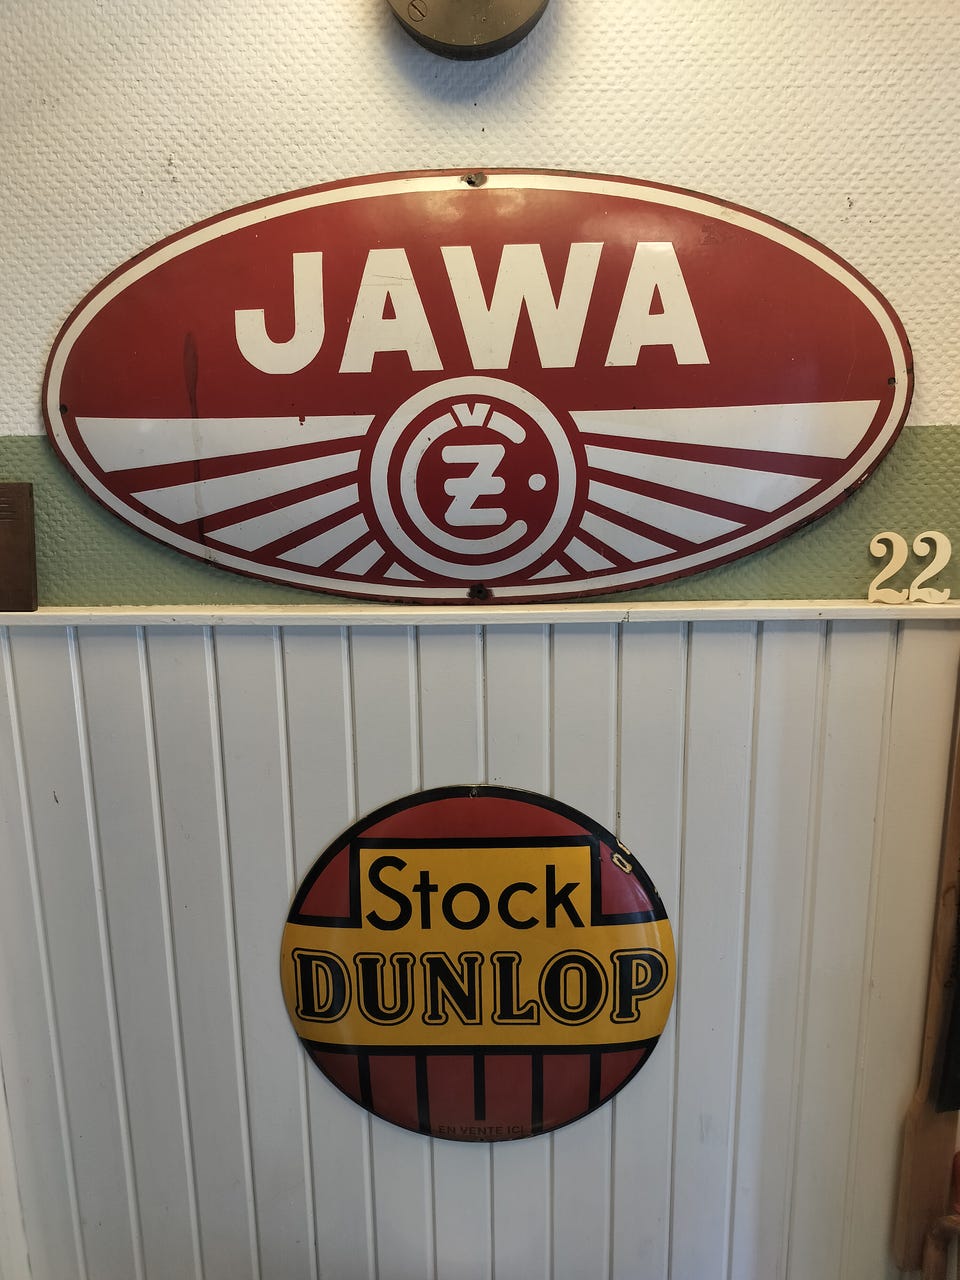 JAWA
ČZ
22
Stock
DUNLOP
EN VENTE ICI